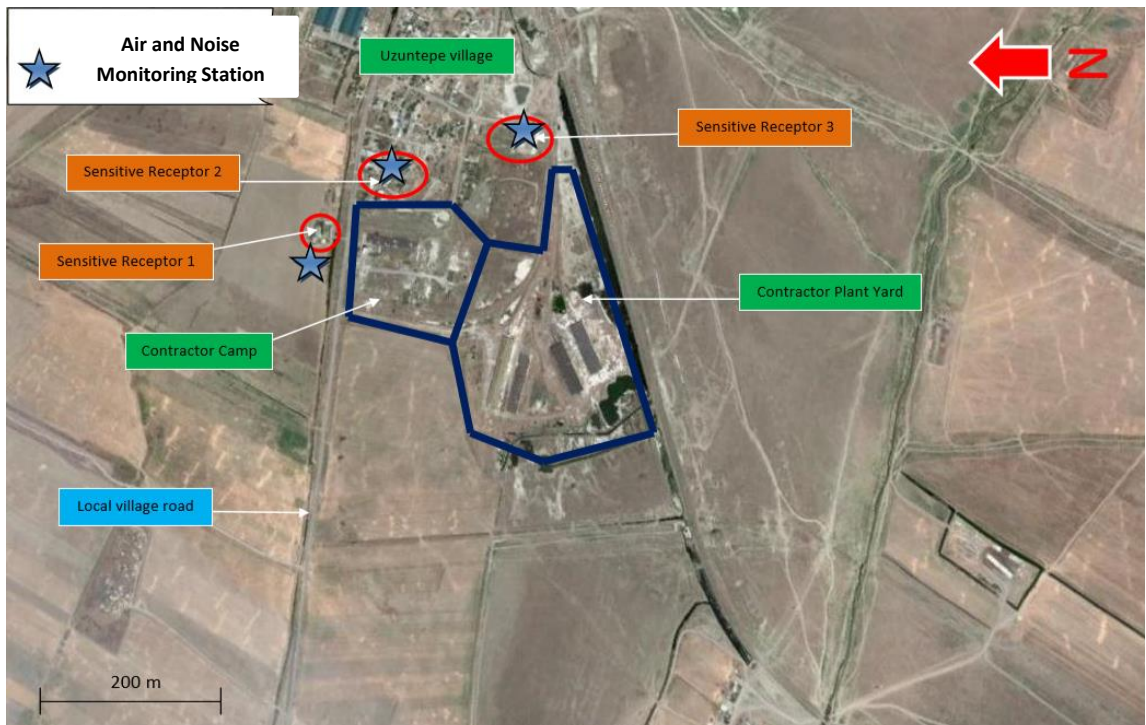 Air and Noise
Monitoring Station
Uzuntepe village
N
Sensitive Receptor 3
Sensitive Receptor 2
Sensitive Receptor 1
Contractor Plant Yard
Contractor Camp
Local village road
200 m